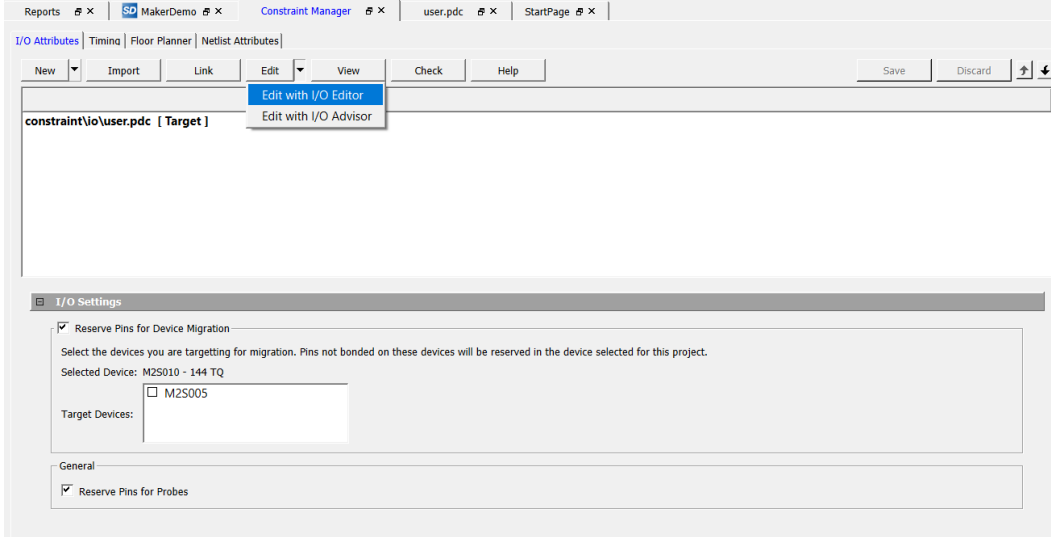 Reports SD MakerDemo Constraint Manager user.pdc StartPage
I/O Attributes Timing Floor Planner Netlist Attributes
New Import Link Edit View Check Help Save Discard
Edit with I/O Editor
Edit with I/O Advisor
constraint\io\user.pdc [ Target ]
I/O Settings
Reserve Pins for Device Migration
Select the devices you are targetting for migration. Pins not bonded on these devices will be reserved in the device selected for this project.
Selected Device: M2S010 - 144 TQ
M2S005
Target Devices:
General
Reserve Pins for Probes